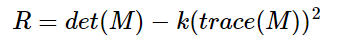 R = det(M) − k(trace(M))²